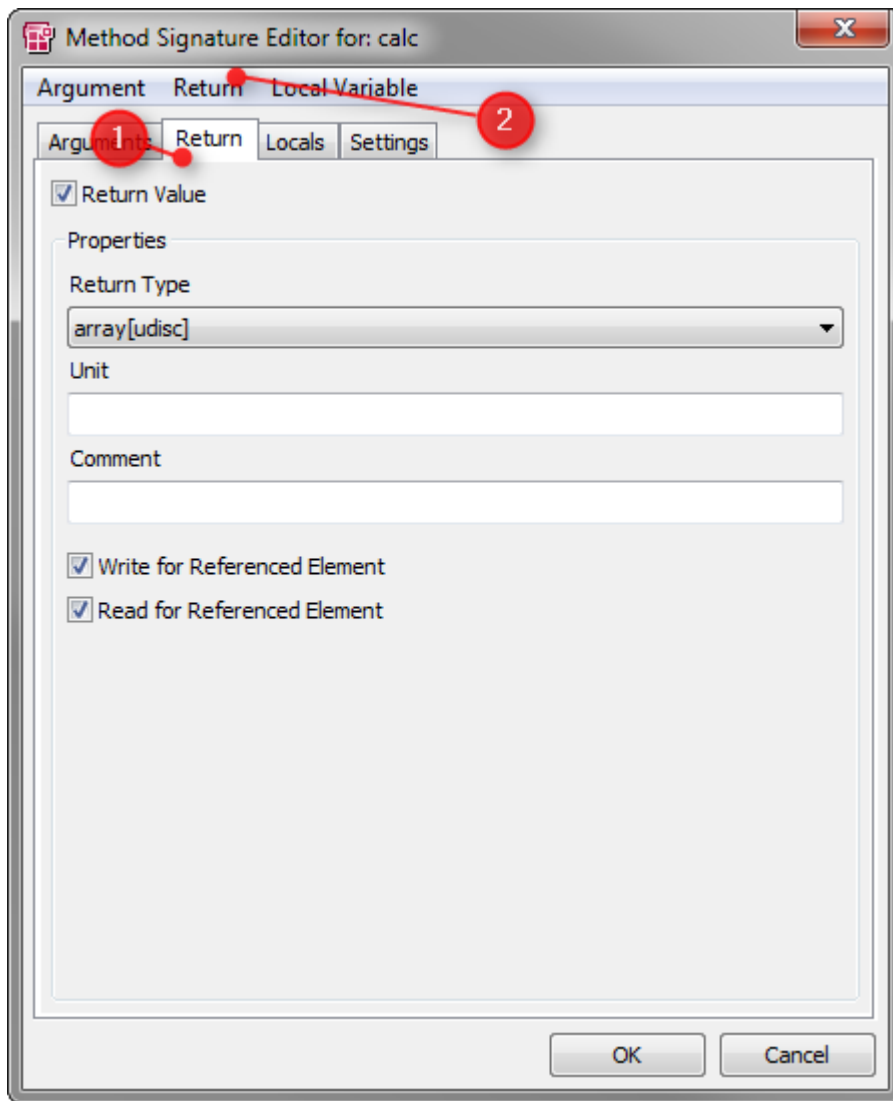 Method Signature Editor for: calc
Argument Return Local Variable
2
Arguments Return Locals Settings
1
Return Value
Properties
Return Type
array[udisc]
Unit
Comment
Write for Referenced Element
Read for Referenced Element
OK Cancel